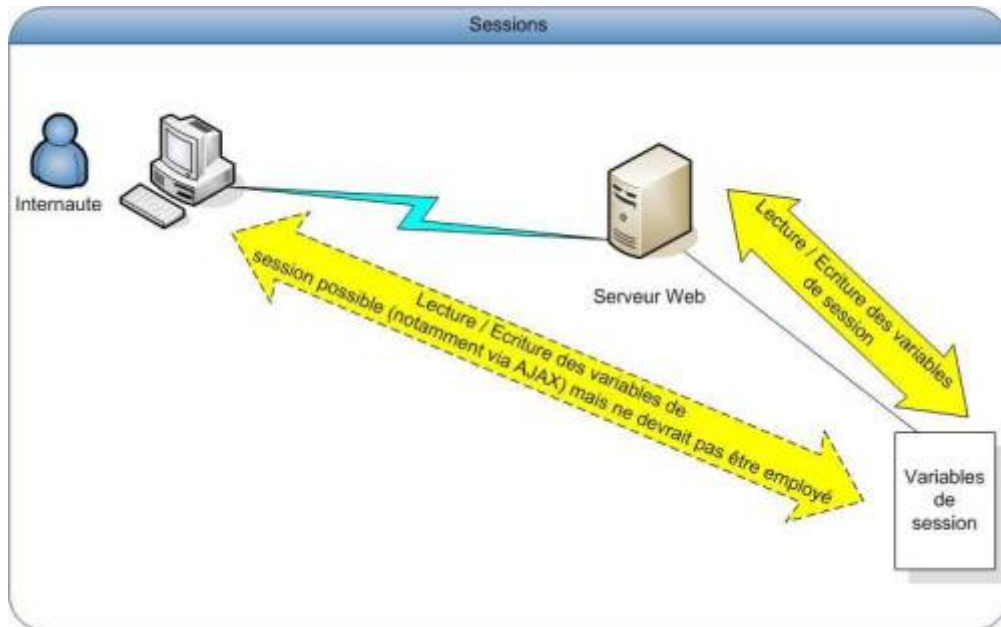 Sessions
Internaute
Serveur Web
Lecture / Ecriture des variables
de session
Lecture / Ecriture des variables de
session possible (notamment via AJAX) mais ne devrait pas être employé
Variables
de
session